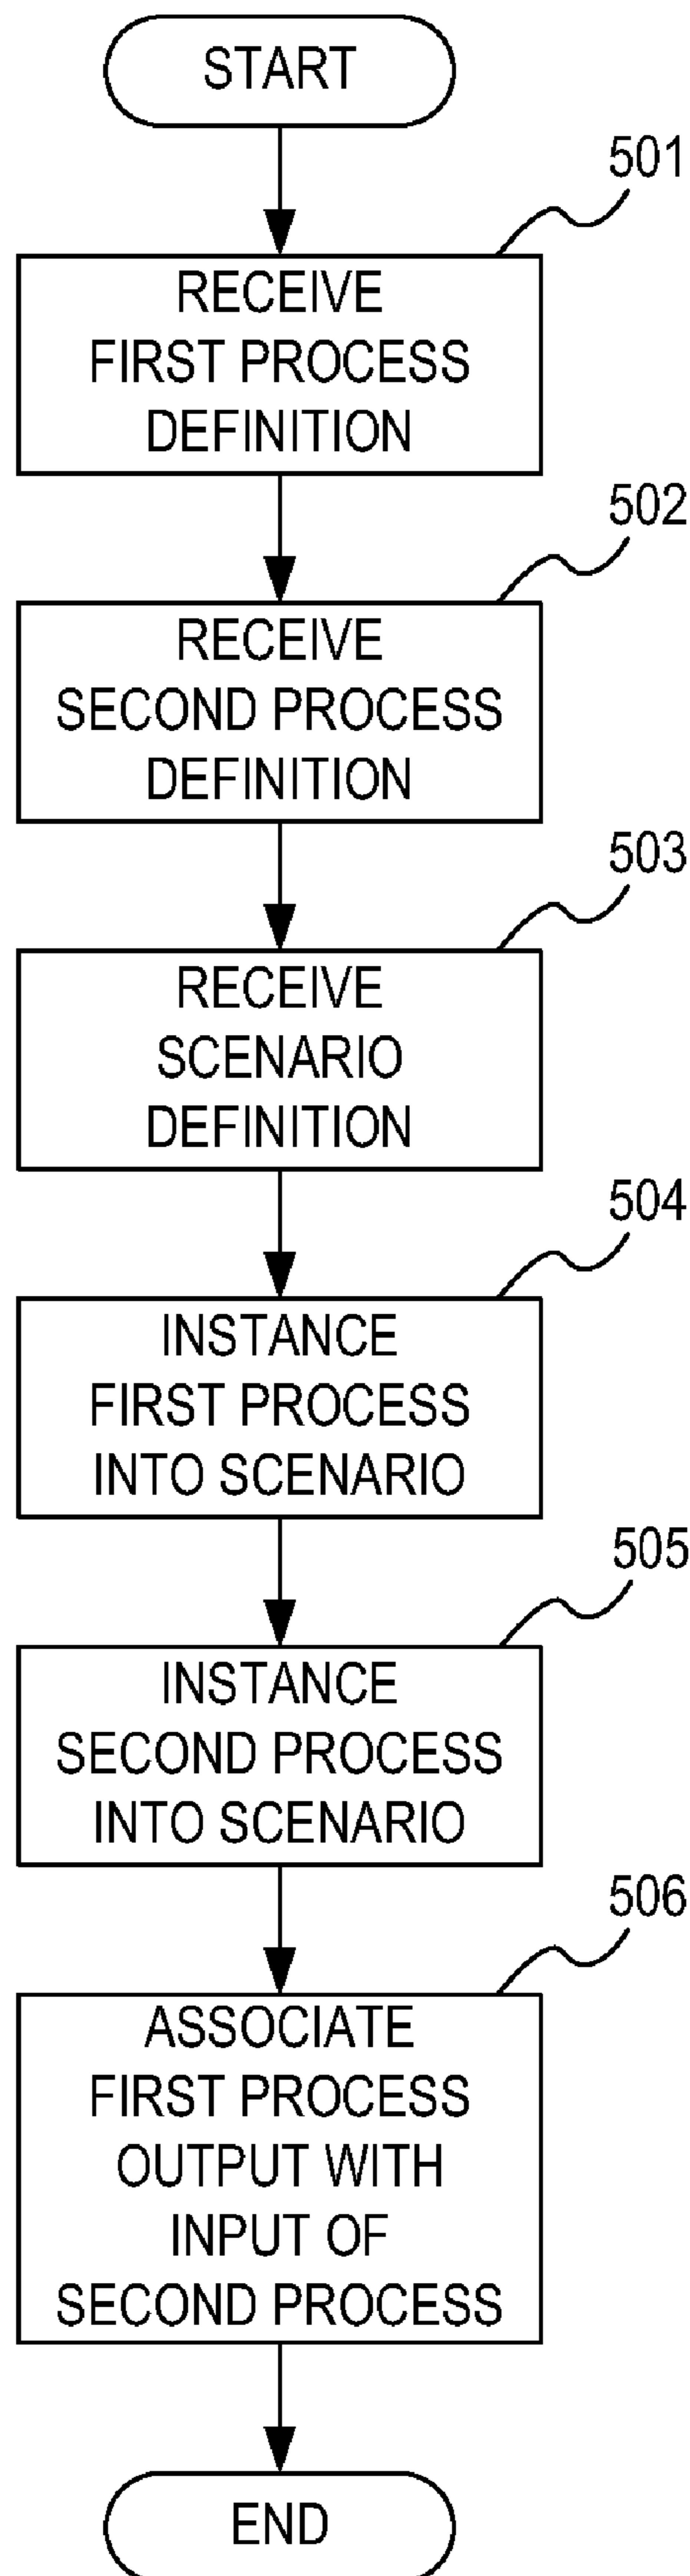 START
501
RECEIVE
FIRST PROCESS
DEFINITION
502
RECEIVE
SECOND PROCESS
DEFINITION
503
RECEIVE
SCENARIO
DEFINITION
504
INSTANCE
FIRST PROCESS
INTO SCENARIO
505
INSTANCE
SECOND PROCESS
INTO SCENARIO
506
ASSOCIATE
FIRST PROCESS
OUTPUT WITH
INPUT OF
SECOND PROCESS
END